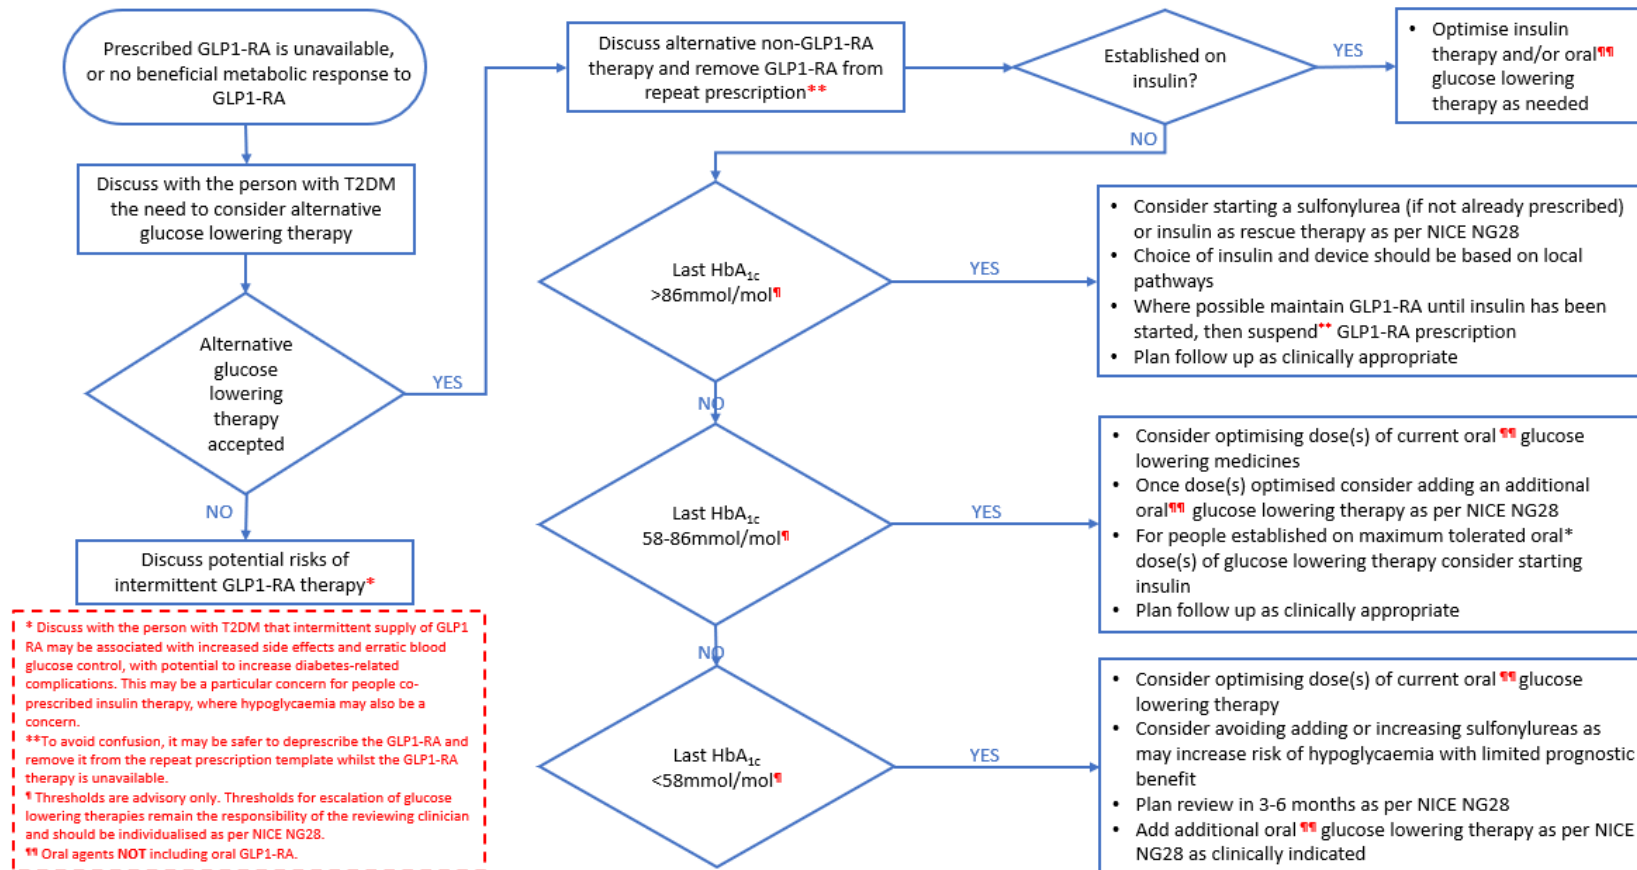 Prescribed GLP1-RA is unavailable,
or no beneficial metabolic response to
GLP1-RA
Discuss with the person with T2DM
the need to consider alternative
glucose lowering therapy
Alternative
glucose
lowering
therapy
accepted
YES
NO
Discuss potential risks of
intermittent GLP1-RA therapy*
* Discuss with the person with T2DM that intermittent supply of GLP1
RA may be associated with increased side effects and erratic blood
glucose control, with potential to increase diabetes-related
complications. This may be a particular concern for people co-
prescribed insulin therapy, where hypoglycaemia may also be a
concern.
**To avoid confusion, it may be safer to deprescribe the GLP1-RA and
remove it from the repeat prescription template whilst the GLP1-RA
therapy is unavailable.
¶ Thresholds are advisory only. Thresholds for escalation of glucose
lowering therapies remain the responsibility of the reviewing clinician
and should be individualised as per NICE NG28.
¶¶ Oral agents NOT including oral GLP1-RA.
Discuss alternative non-GLP1-RA
therapy and remove GLP1-RA from
repeat prescription**
Established on
insulin?
YES
• Optimise insulin
therapy and/or oral¶¶
glucose lowering
therapy as needed
NO
Last HbA1c
>86mmol/mol¶
YES
• Consider starting a sulfonylurea (if not already prescribed)
or insulin as rescue therapy as per NICE NG28
• Choice of insulin and device should be based on local
pathways
• Where possible maintain GLP1-RA until insulin has been
started, then suspend** GLP1-RA prescription
• Plan follow up as clinically appropriate
NO
Last HbA1c
58-86mmol/mol¶
YES
• Consider optimising dose(s) of current oral ¶¶ glucose
lowering medicines
• Once dose(s) optimised consider adding an additional
oral¶¶ glucose lowering therapy as per NICE NG28
• For people established on maximum tolerated oral*
dose(s) of glucose lowering therapy consider starting
insulin
• Plan follow up as clinically appropriate
NO
Last HbA1c
<58mmol/mol¶
YES
• Consider optimising dose(s) of current oral ¶¶ glucose
lowering therapy
• Consider avoiding adding or increasing sulfonylureas as
may increase risk of hypoglycaemia with limited prognostic
benefit
• Plan review in 3-6 months as per NICE NG28
• Add additional oral ¶¶ glucose lowering therapy as per NICE
NG28 as clinically indicated